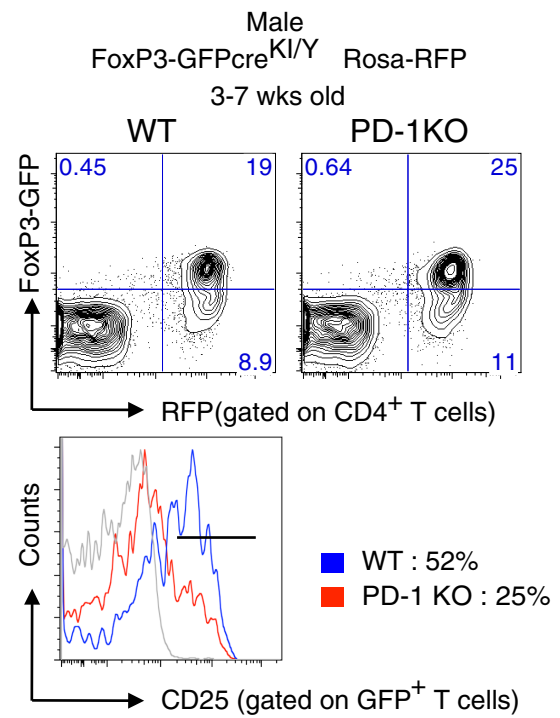 Male
FoxP3-GFPcre^KI/Y Rosa-RFP
3-7 wks old
WT PD-1KO
0.45 19 0.64 25
FoxP3-GFP
8.9 11
RFP(gated on CD4⁺ T cells)
Counts
WT : 52%
PD-1 KO : 25%
CD25 (gated on GFP⁺ T cells)